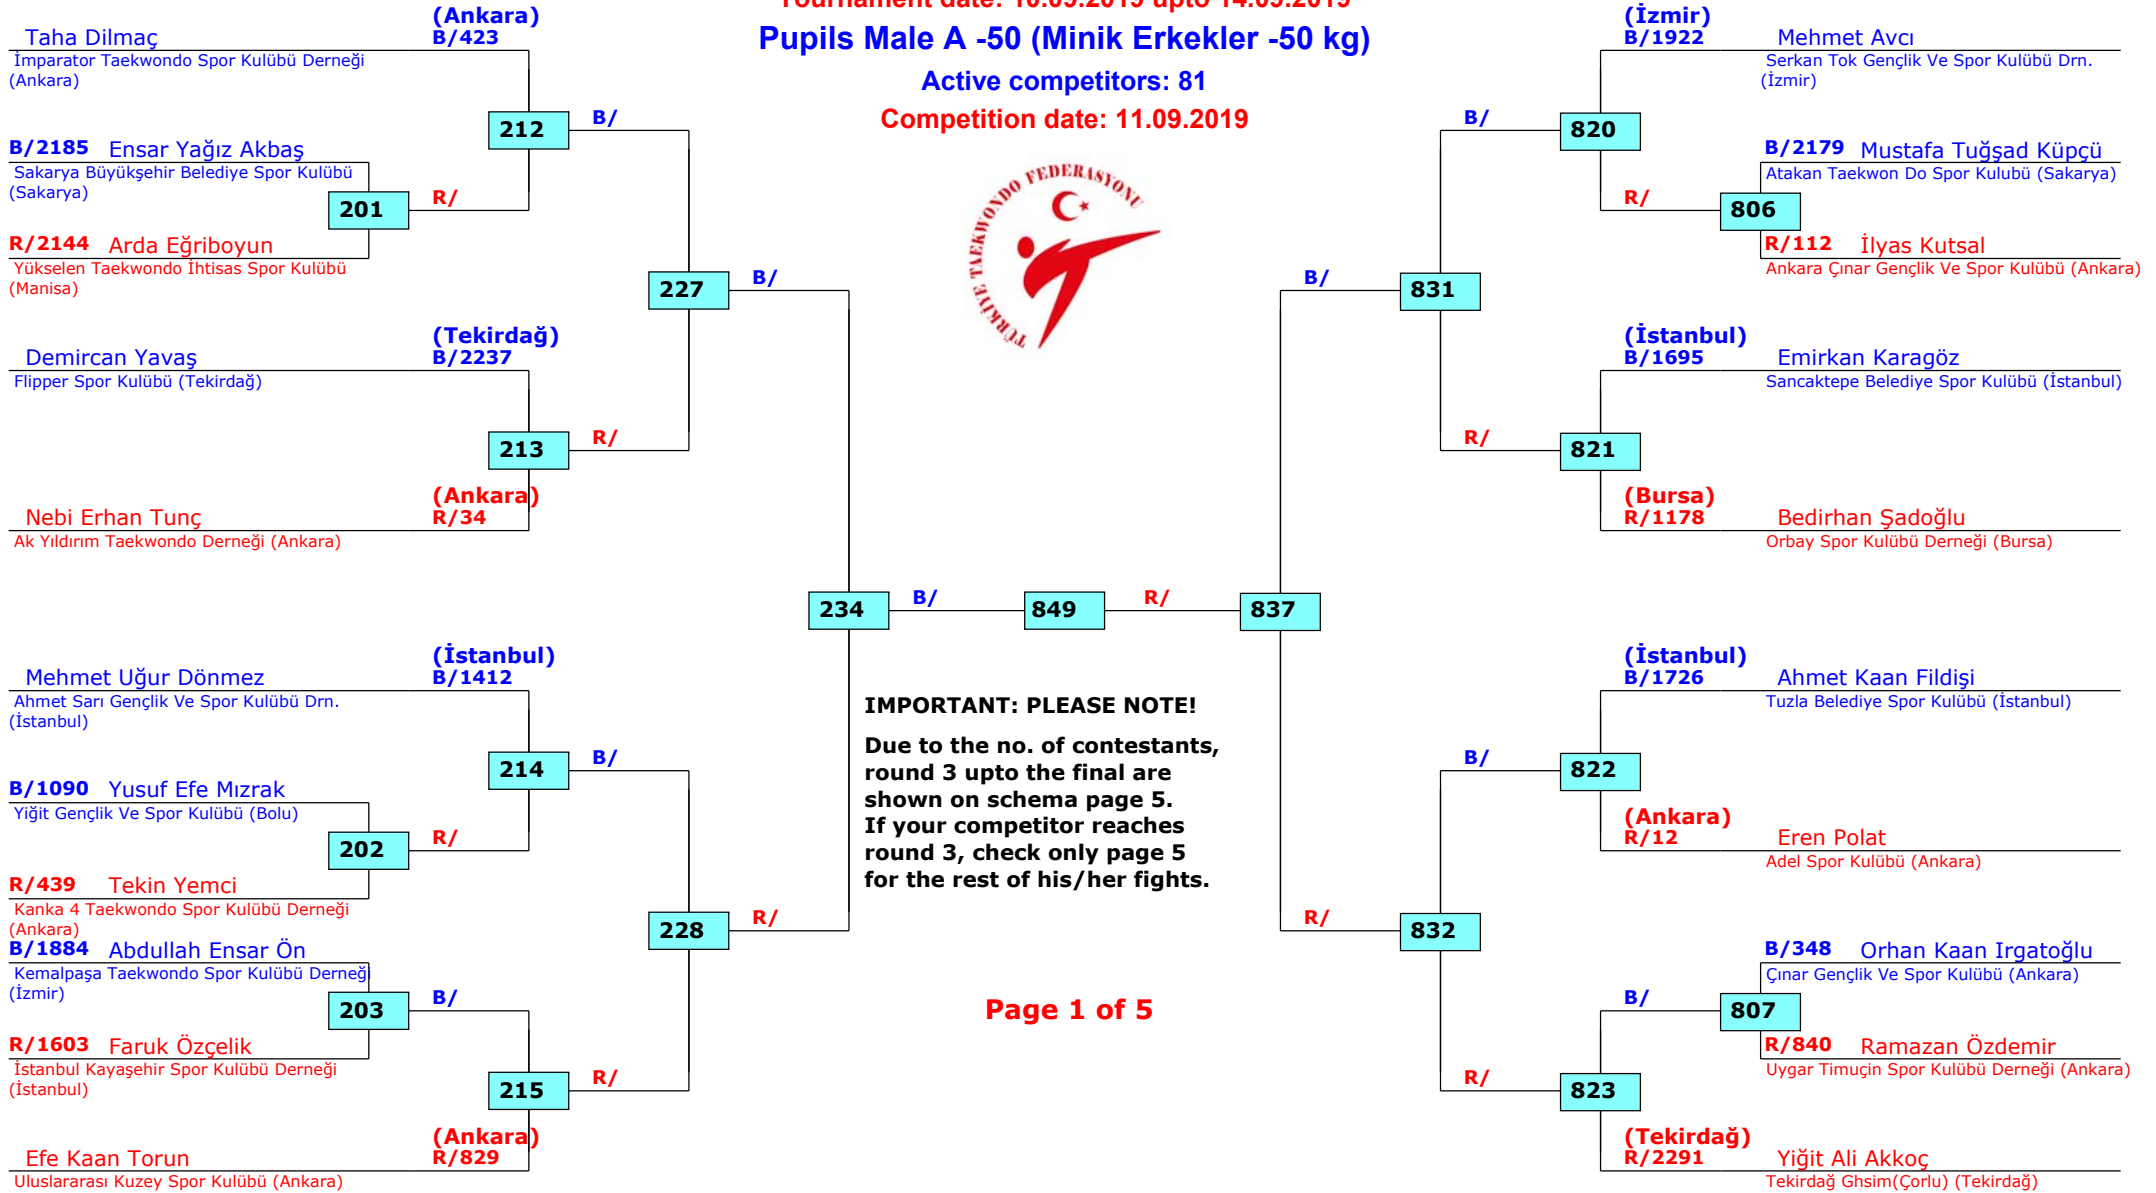 Tournament date: 10.09.2019 upto 14.09.2019
Pupils Male A -50 (Minik Erkekler -50 kg)
Active competitors: 81
Competition date: 11.09.2019
TÜRKİYE TAEKWONDO FEDERASYONU
(Ankara)
Taha Dilmaç B/423
İmparator Taekwondo Spor Kulübü Derneği
(Ankara)
212 B/
B/2185 Ensar Yağız Akbaş
Sakarya Büyükşehir Belediye Spor Kulübü
(Sakarya)
201 R/
R/2144 Arda Eğriboyun
Yükselen Taekwondo İhtisas Spor Kulübü
(Manisa)
227 B/
(Tekirdağ)
Demircan Yavaş B/2237
Flipper Spor Kulübü (Tekirdağ)
213 R/
(Ankara)
Nebi Erhan Tunç R/34
Ak Yıldırım Taekwondo Derneği (Ankara)
234 B/ 849 R/ 837
(İstanbul)
Mehmet Uğur Dönmez B/1412
Ahmet Sarı Gençlik Ve Spor Kulübü Drn.
(İstanbul)
214 B/
B/1090 Yusuf Efe Mızrak
Yiğit Gençlik Ve Spor Kulübü (Bolu)
202 R/
R/439 Tekin Yemci
Kanka 4 Taekwondo Spor Kulübü Derneği
(Ankara)
228 R/
B/1884 Abdullah Ensar Ön
Kemalpaşa Taekwondo Spor Kulübü Derneği
(İzmir)
203 B/
R/1603 Faruk Özçelik
İstanbul Kayaşehir Spor Kulübü Derneği
(İstanbul)
215 R/
(Ankara)
Efe Kaan Torun R/829
Uluslararası Kuzey Spor Kulübü (Ankara)
IMPORTANT: PLEASE NOTE!
Due to the no. of contestants,
round 3 upto the final are
shown on schema page 5.
If your competitor reaches
round 3, check only page 5
for the rest of his/her fights.
Page 1 of 5
(İzmir)
B/1922 Mehmet Avcı
Serkan Tok Gençlik Ve Spor Kulübü Drn.
(İzmir)
B/ 820
B/2179 Mustafa Tuğşad Küpçü
Atakan Taekwon Do Spor Kulubü (Sakarya)
R/ 806
R/112 İlyas Kutsal
Ankara Çınar Gençlik Ve Spor Kulübü (Ankara)
B/ 831
(İstanbul)
B/1695 Emirkan Karagöz
Sancaktepe Belediye Spor Kulübü (İstanbul)
R/ 821
(Bursa)
R/1178 Bedirhan Şadoğlu
Orbay Spor Kulübü Derneği (Bursa)
(İstanbul)
B/1726 Ahmet Kaan Fildişi
Tuzla Belediye Spor Kulübü (İstanbul)
B/ 822
(Ankara)
R/12 Eren Polat
Adel Spor Kulübü (Ankara)
R/ 832
B/348 Orhan Kaan Irgatoğlu
Çınar Gençlik Ve Spor Kulübü (Ankara)
B/ 807
R/840 Ramazan Özdemir
Uygar Timuçin Spor Kulübü Derneği (Ankara)
R/ 823
(Tekirdağ)
R/2291 Yiğit Ali Akkoç
Tekirdağ Ghsim(Çorlu) (Tekirdağ)